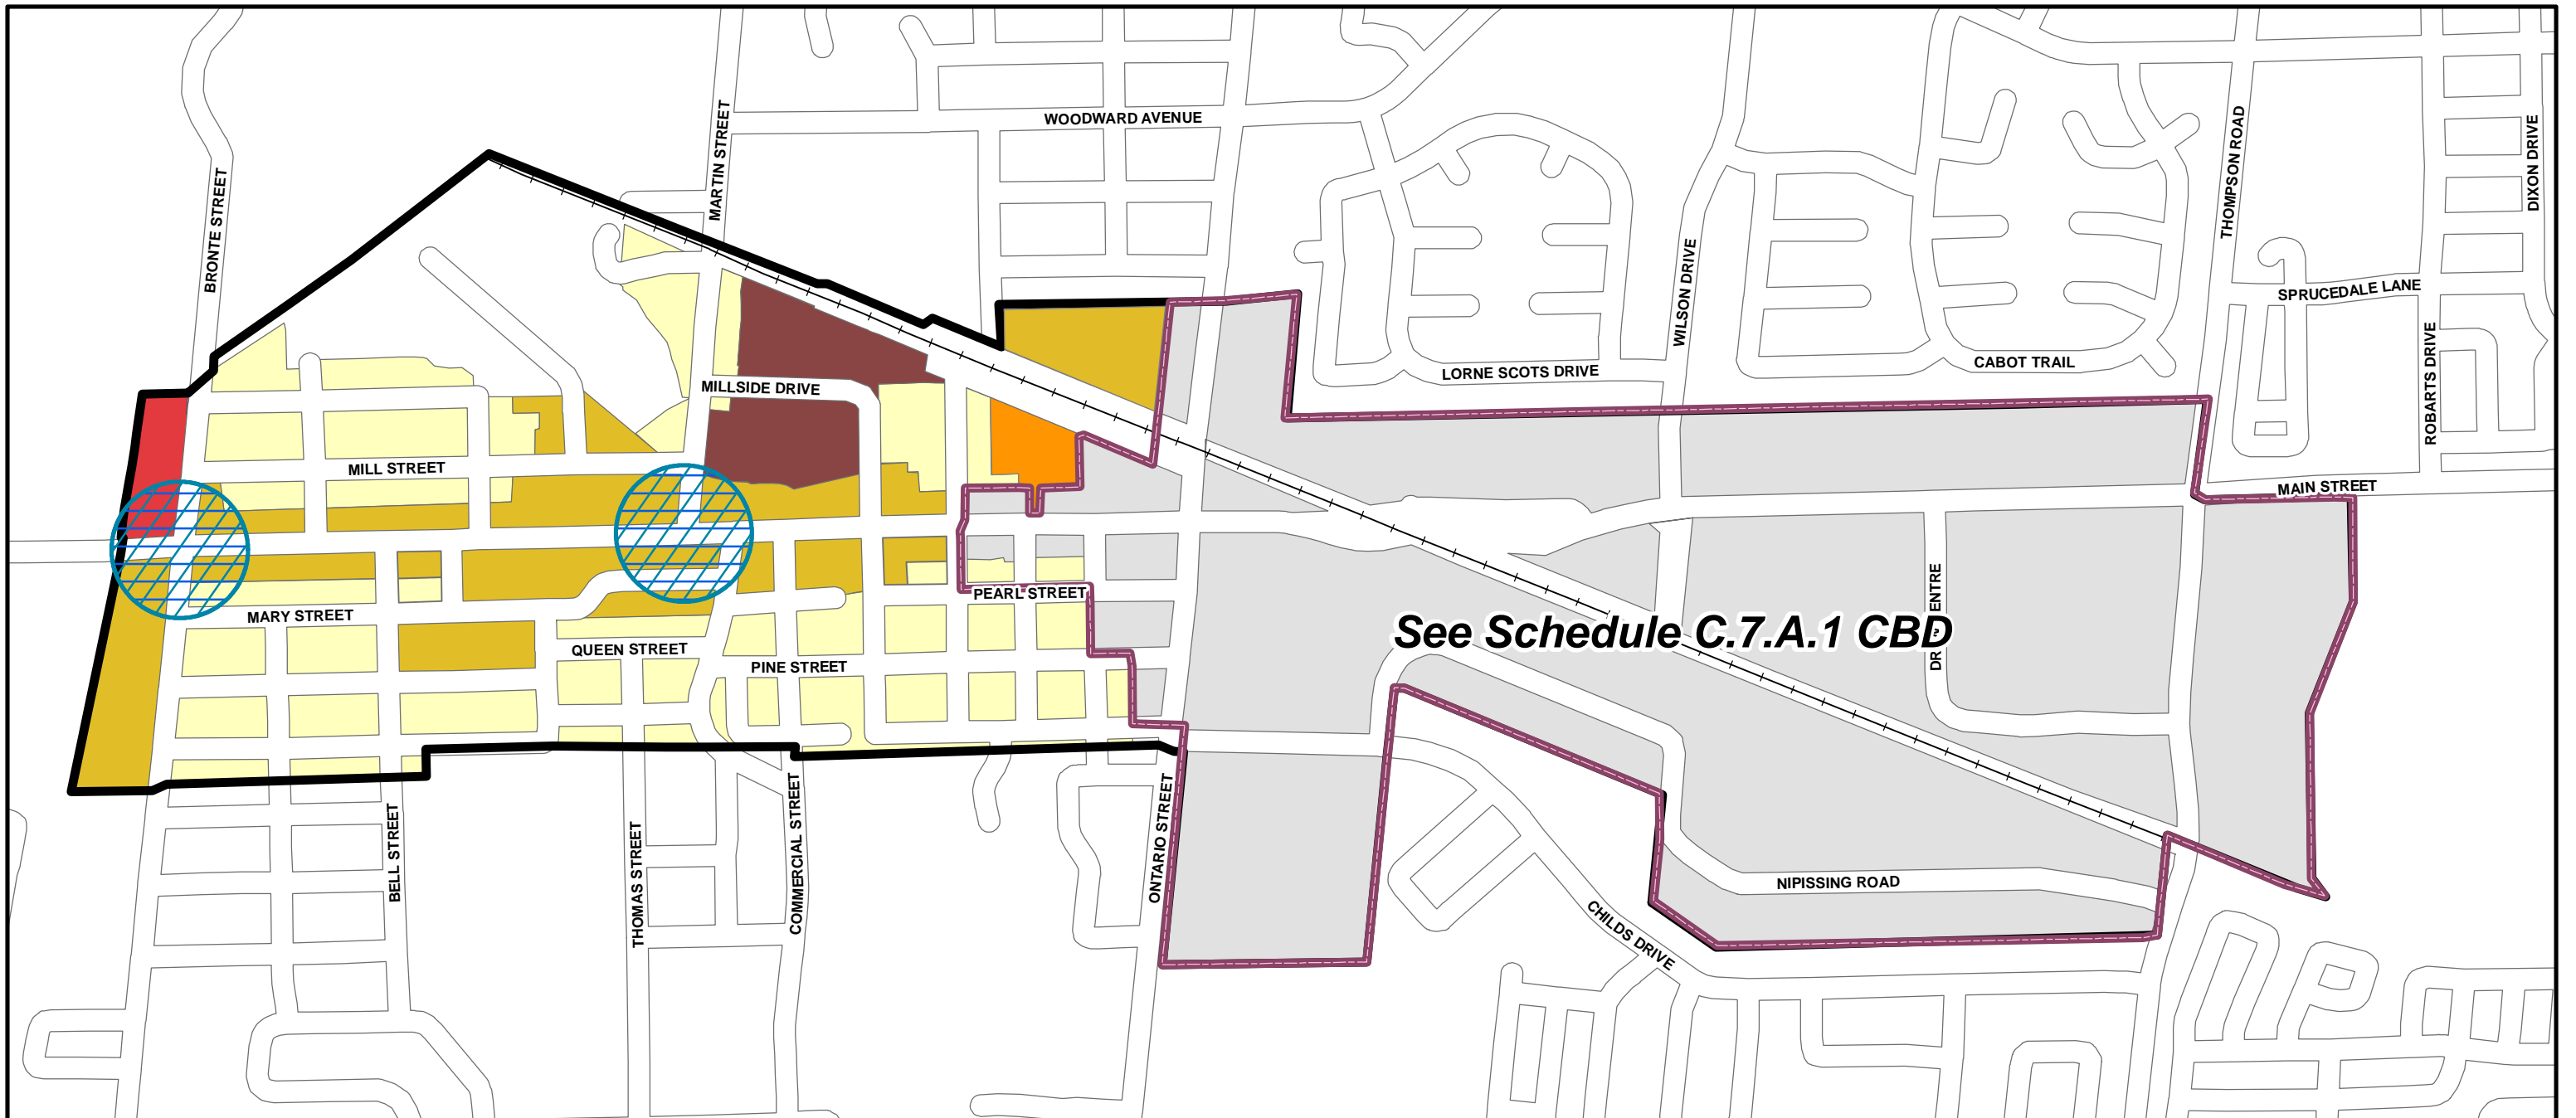 WOODWARD AVENUE
MARTIN STREET
BRONTE STREET
THOMPSON ROAD
DIXON DRIVE
WILSON DRIVE
SPRUCEDALE LANE
ROBARTS DRIVE
LORNE SCOTS DRIVE
CABOT TRAIL
MILLSIDE DRIVE
MILL STREET
MAIN STREET
MARY STREET
PEARL STREET
QUEEN STREET
PINE STREET
See Schedule C.7.A.1 CBD
BELL STREET
THOMAS STREET
COMMERCIAL STREET
ONTARIO STREET
NIPISSING ROAD
CHILDS DRIVE